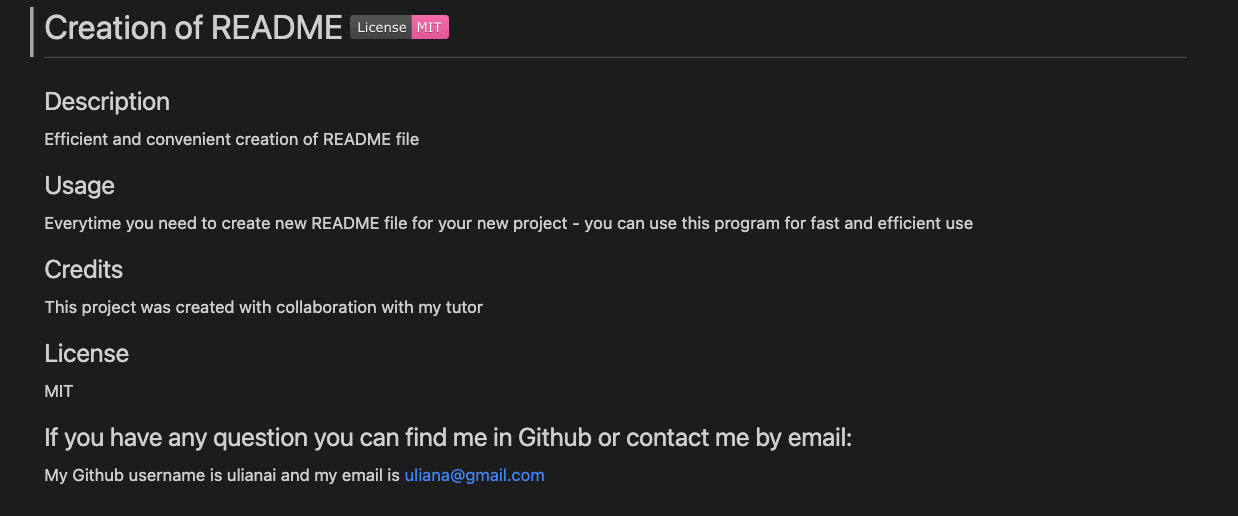 Creation of README License MIT
Description
Efficient and convenient creation of README file
Usage
Everytime you need to create new README file for your new project - you can use this program for fast and efficient use
Credits
This project was created with collaboration with my tutor
License
MIT
If you have any question you can find me in Github or contact me by email:
My Github username is ulianai and my email is uliana@gmail.com